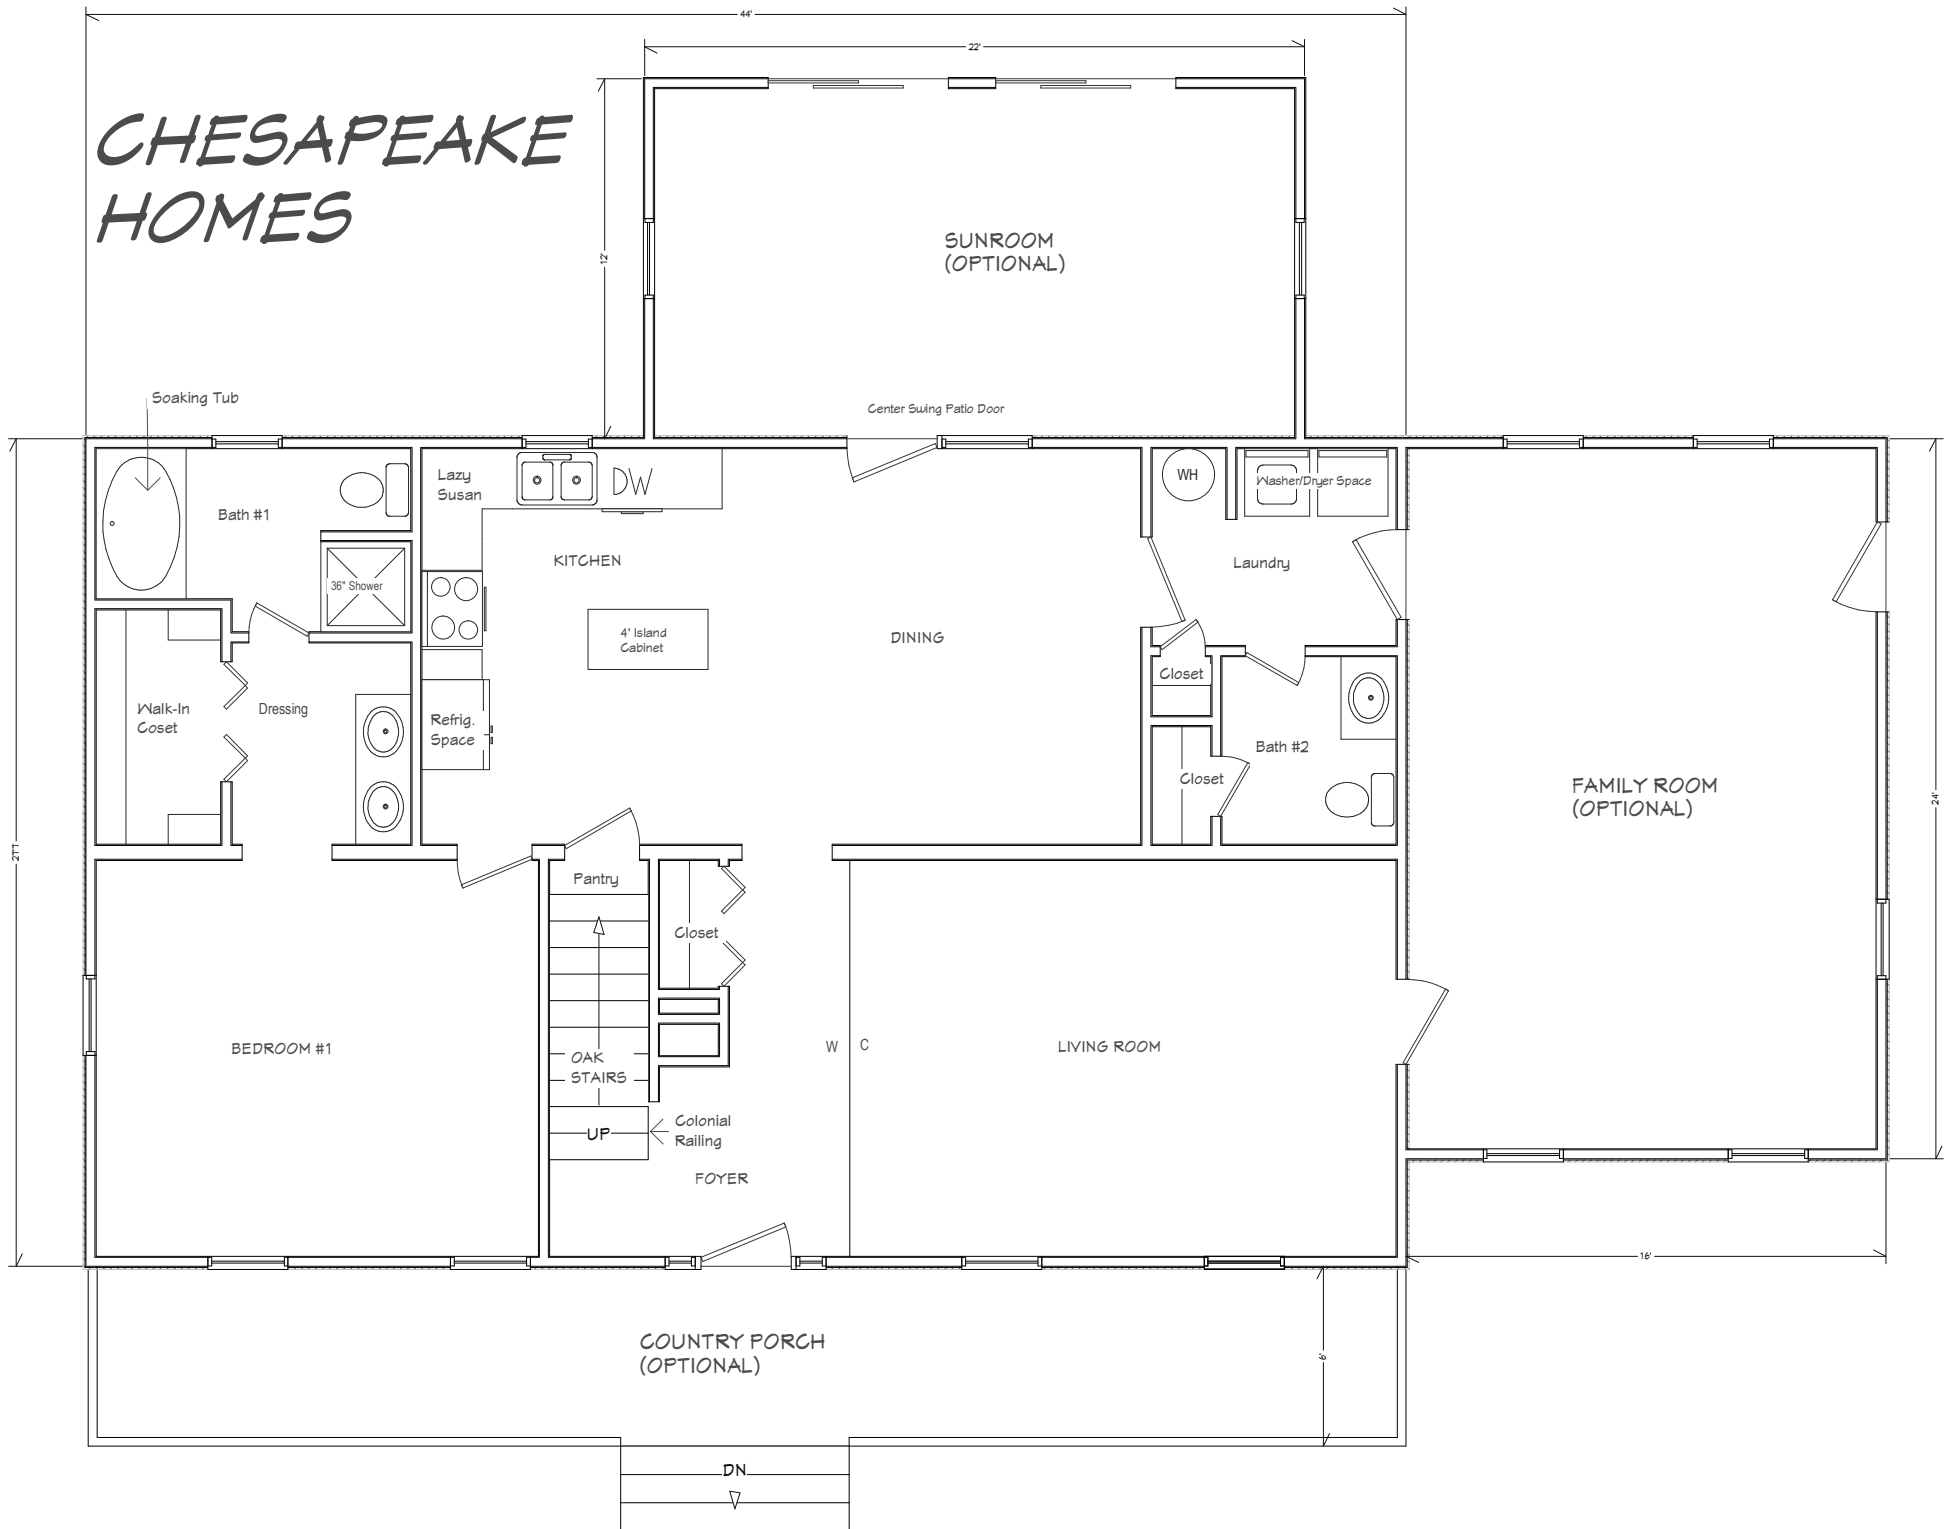 44'
22'
CHESAPEAKE
HOMES
12'
SUNROOM
(OPTIONAL)
Soaking Tub
Center Swing Patio Door
Lazy
Susan
DW
WH
Washer/Dryer Space
Bath #1
KITCHEN
Laundry
36" Shower
4' Island
Cabinet
DINING
Closet
Walk-In
Coset
Dressing
Refrig.
Space
Bath #2
Closet
FAMILY ROOM
(OPTIONAL)
24'
Pantry
Closet
BEDROOM #1
OAK
STAIRS
W
C
LIVING ROOM
UP
Colonial
Railing
FOYER
16'
COUNTRY PORCH
(OPTIONAL)
6'
DN